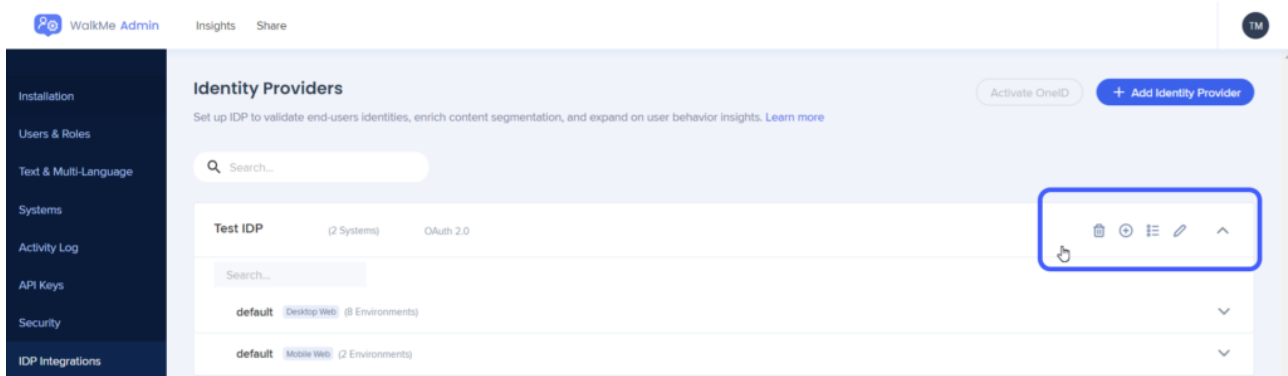 WalkMe Admin Insights Share TM
Installation
Users & Roles
Text & Multi-Language
Systems
Activity Log
API Keys
Security
IDP Integrations
Identity Providers
Activate OneID
+ Add Identity Provider
Set up IDP to validate end-users identities, enrich content segmentation, and expand on user behavior insights. Learn more
Search...
Test IDP (2 Systems) OAuth 2.0
Search...
default Desktop Web (8 Environments)
default Mobile Web (2 Environments)